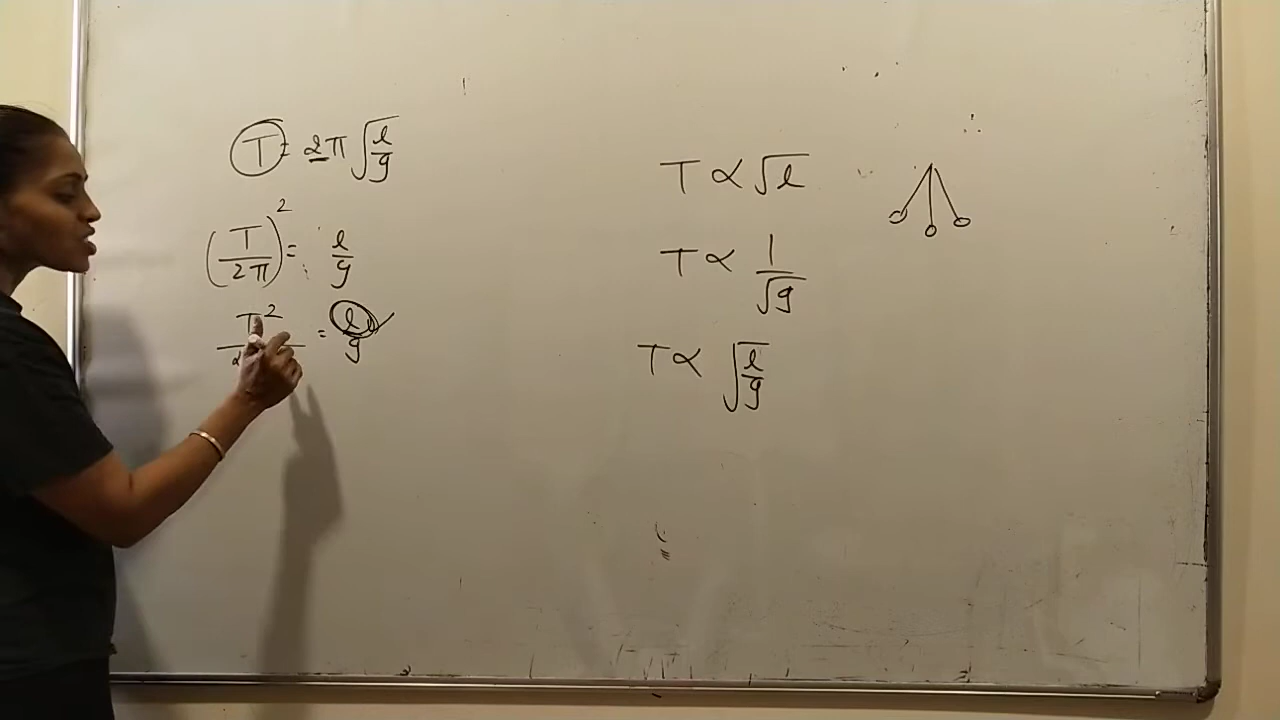 T = 2π √(l/g)
(T/2π)² = l/g
T² = l/g
T ∝ √l
T ∝ 1/√g
T ∝ √(l/g)